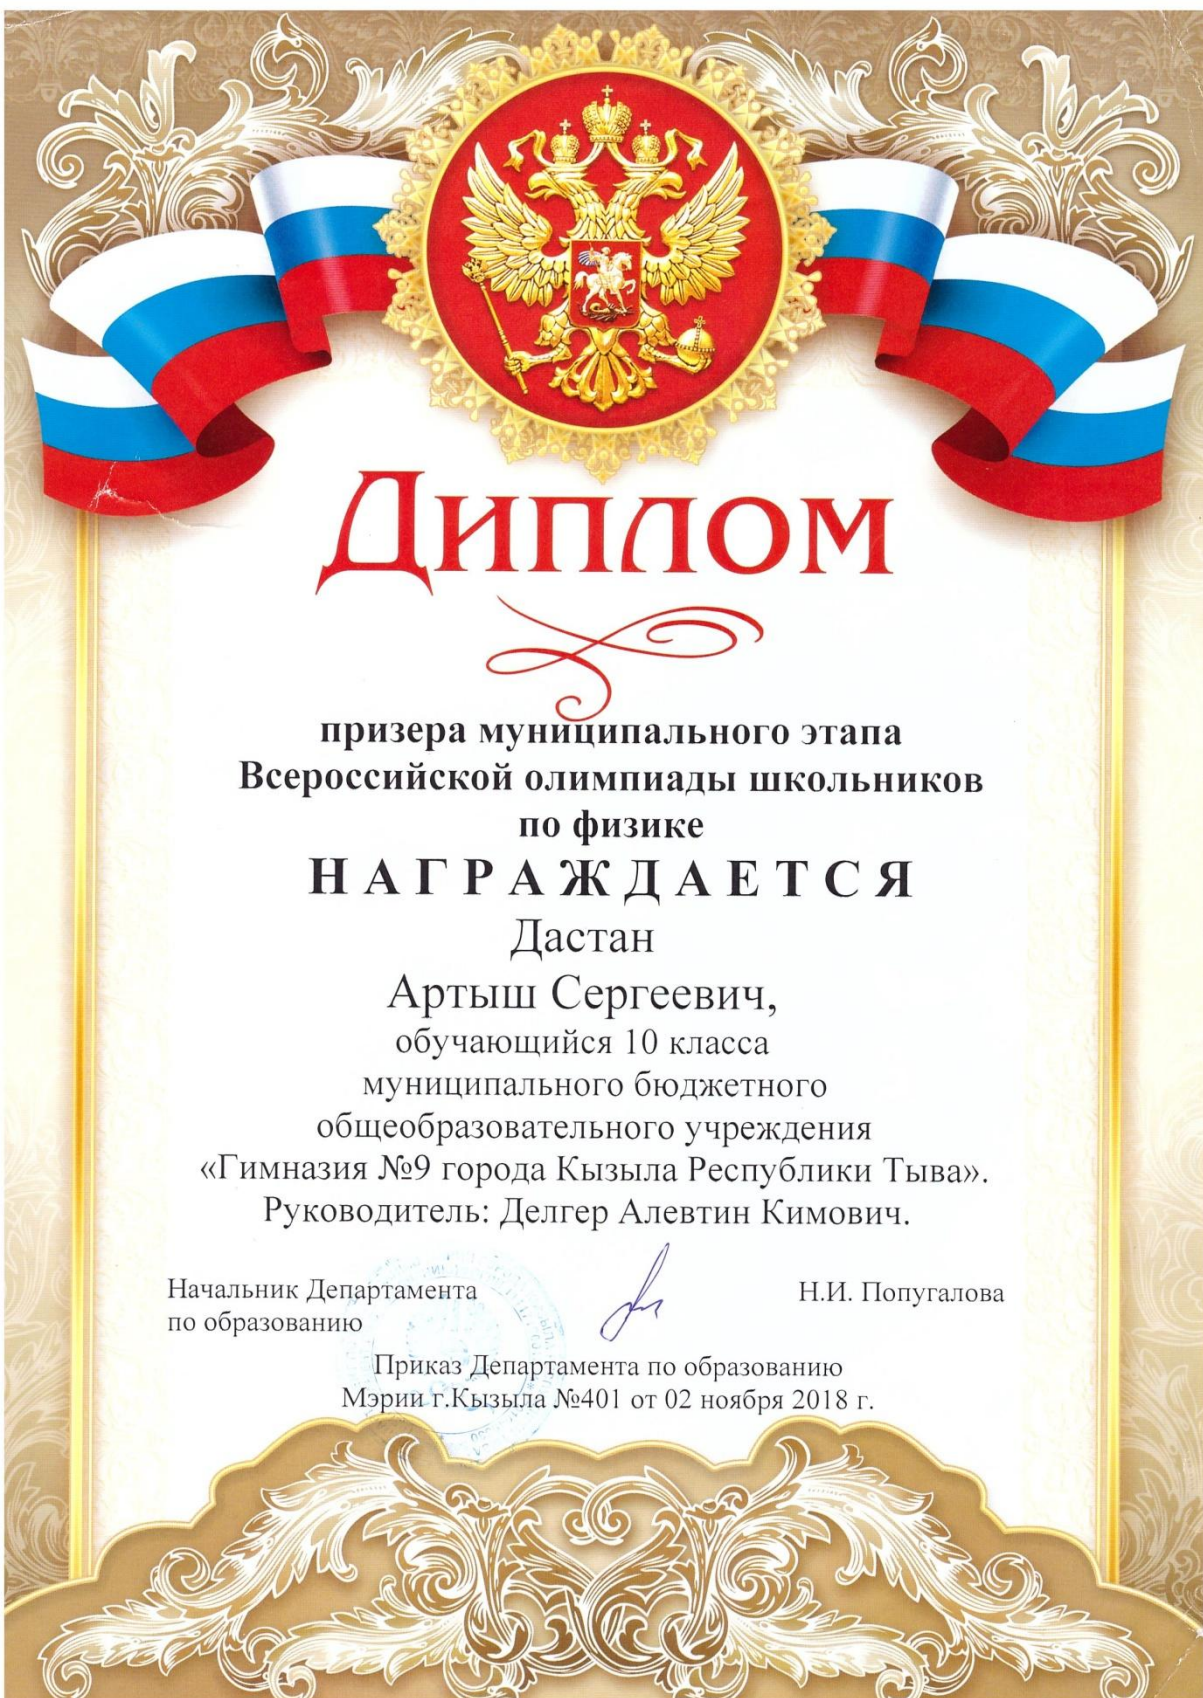 Диплом
призера муниципального этапа
Всероссийской олимпиады школьников
по физике
Н А Г Р А Ж Д А Е Т С Я
Дастан
Артыш Сергеевич,
обучающийся 10 класса
муниципального бюджетного
общеобразовательного учреждения
«Гимназия №9 города Кызыла Республики Тыва».
Руководитель: Делгер Алевтин Кимович.
Начальник Департамента
по образованию
Н.И. Попугалова
Приказ Департамента по образованию
Мэрии г.Кызыла №401 от 02 ноября 2018 г.